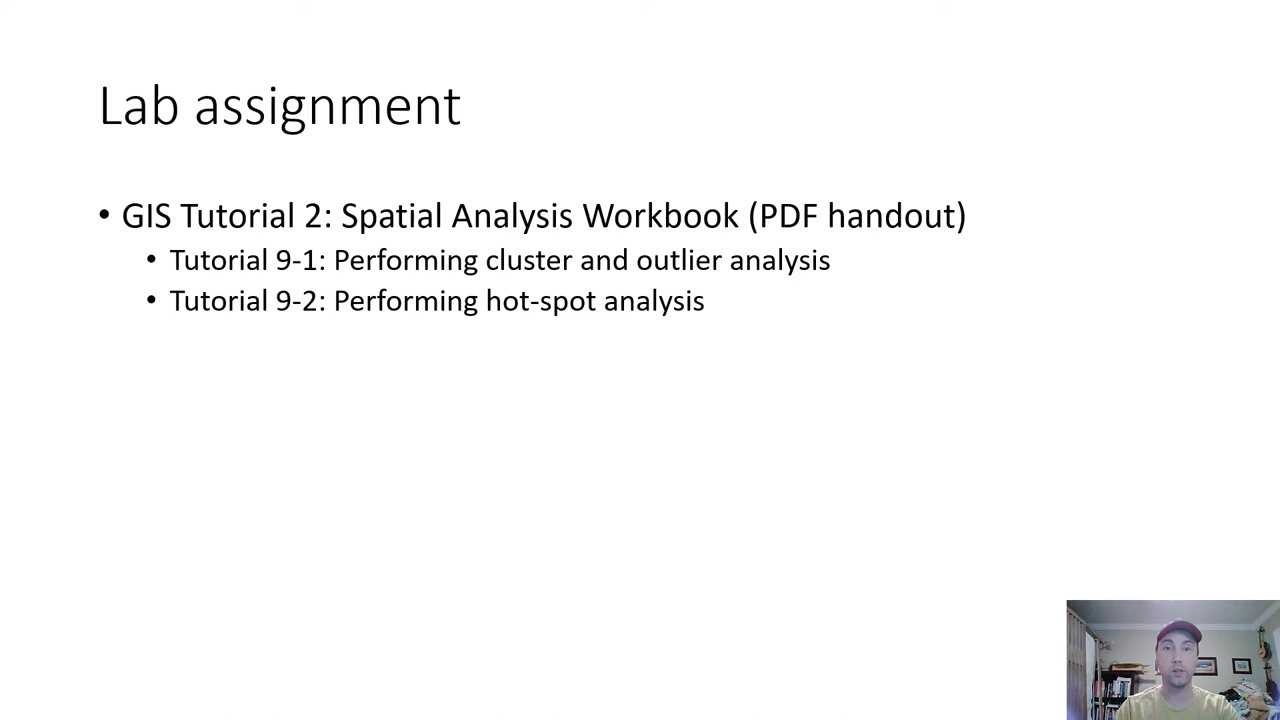 Lab assignment
• GIS Tutorial 2: Spatial Analysis Workbook (PDF handout)
• Tutorial 9-1: Performing cluster and outlier analysis
• Tutorial 9-2: Performing hot-spot analysis